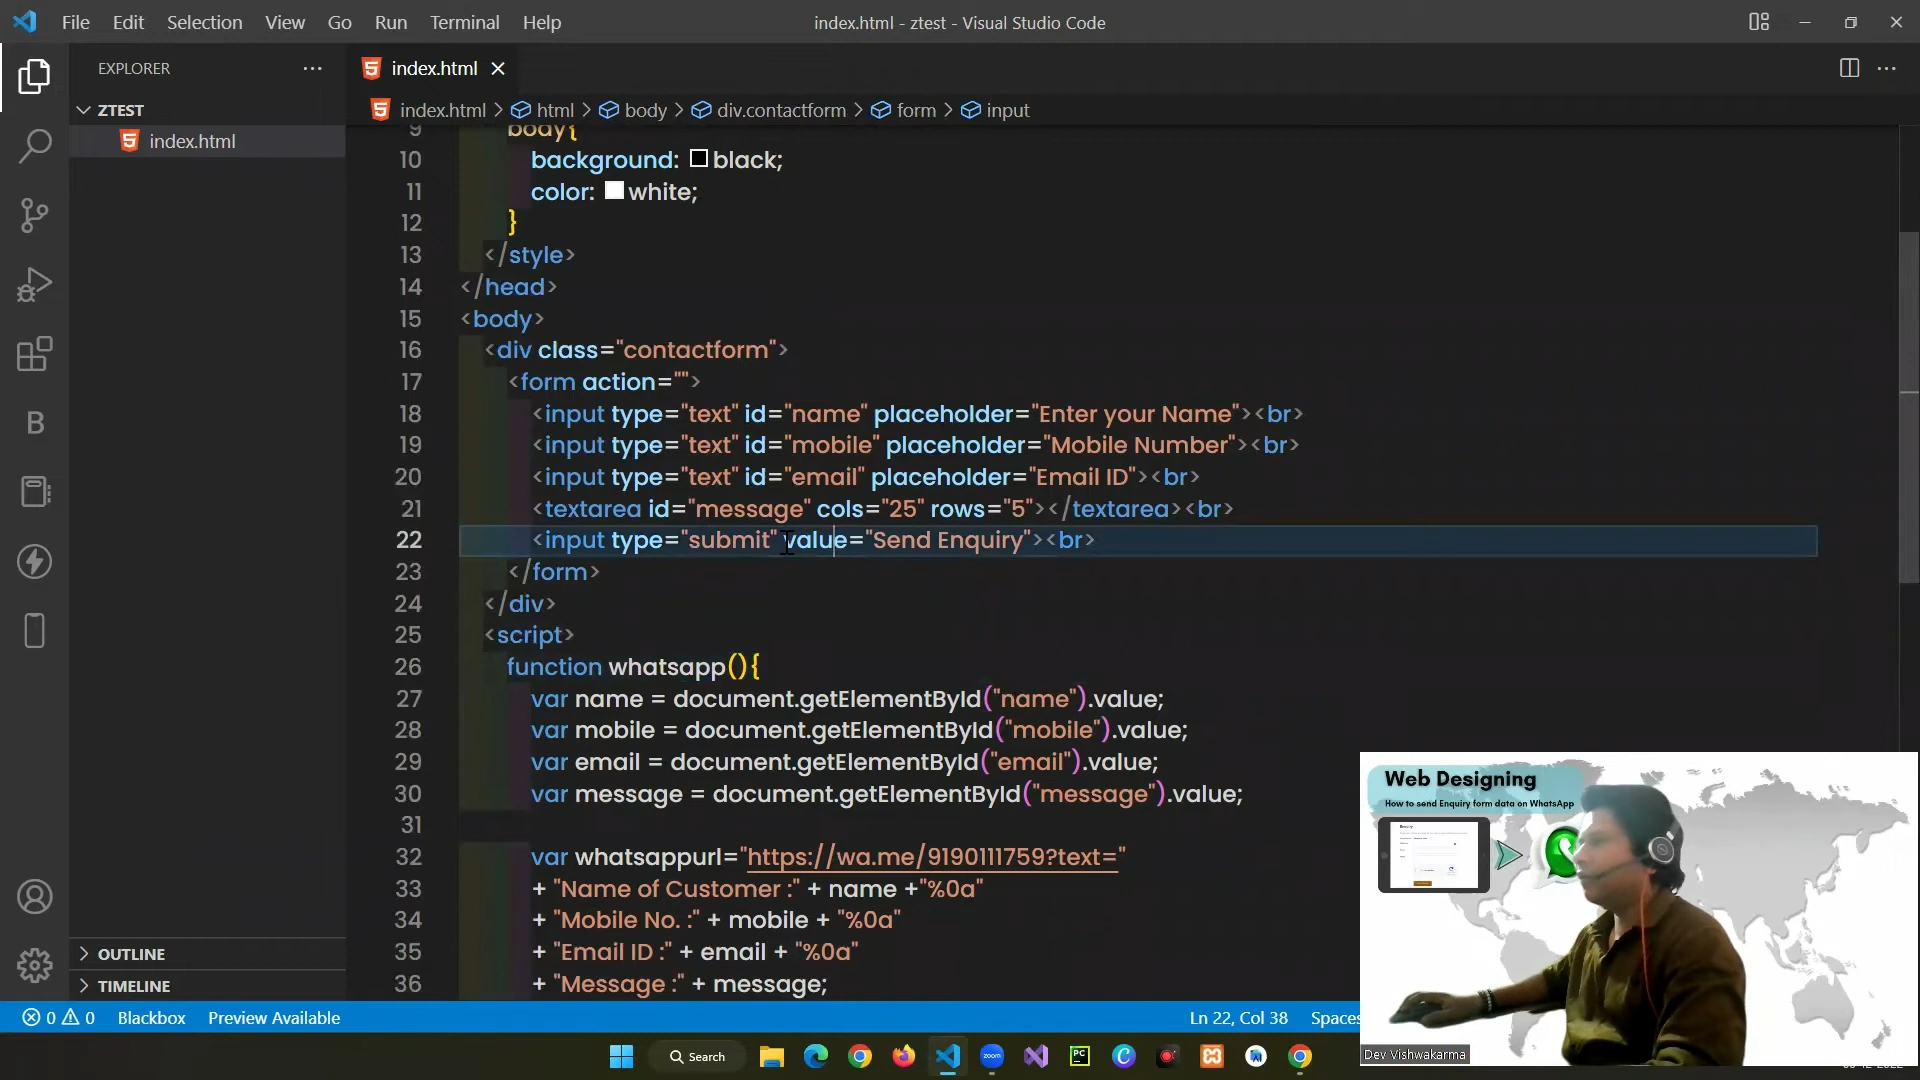 File Edit Selection View Go Run Terminal Help
index.html - ztest - Visual Studio Code
EXPLORER
index.html
ZTEST
index.html > html > body > div.contactform > form > input
index.html
9 body{
10 background: black;
11 color: white;
12 }
13 </style>
14 </head>
15 <body>
16 <div class="contactform">
17 <form action="">
18 <input type="text" id="name" placeholder="Enter your Name"><br>
19 <input type="text" id="mobile" placeholder="Mobile Number"><br>
20 <input type="text" id="email" placeholder="Email ID"><br>
21 <textarea id="message" cols="25" rows="5"></textarea><br>
22 <input type="submit" value="Send Enquiry"><br>
23 </form>
24 </div>
25 <script>
26 function whatsapp(){
27 var name = document.getElementById("name").value;
28 var mobile = document.getElementById("mobile").value;
29 var email = document.getElementById("email").value;
30 var message = document.getElementById("message").value;
31
32 var whatsappurl="https://wa.me/9190111759?text="
33 + "Name of Customer :" + name +"%0a"
34 + "Mobile No. :" + mobile + "%0a"
35 + "Email ID :" + email + "%0a"
36 + "Message :" + message;
OUTLINE
TIMELINE
Web Designing
How to send Enquiry form data on WhatsApp
Dev Vishwakarma
0 0 Blackbox Preview Available
Ln 22, Col 38 Spaces
Search
zoom
PC